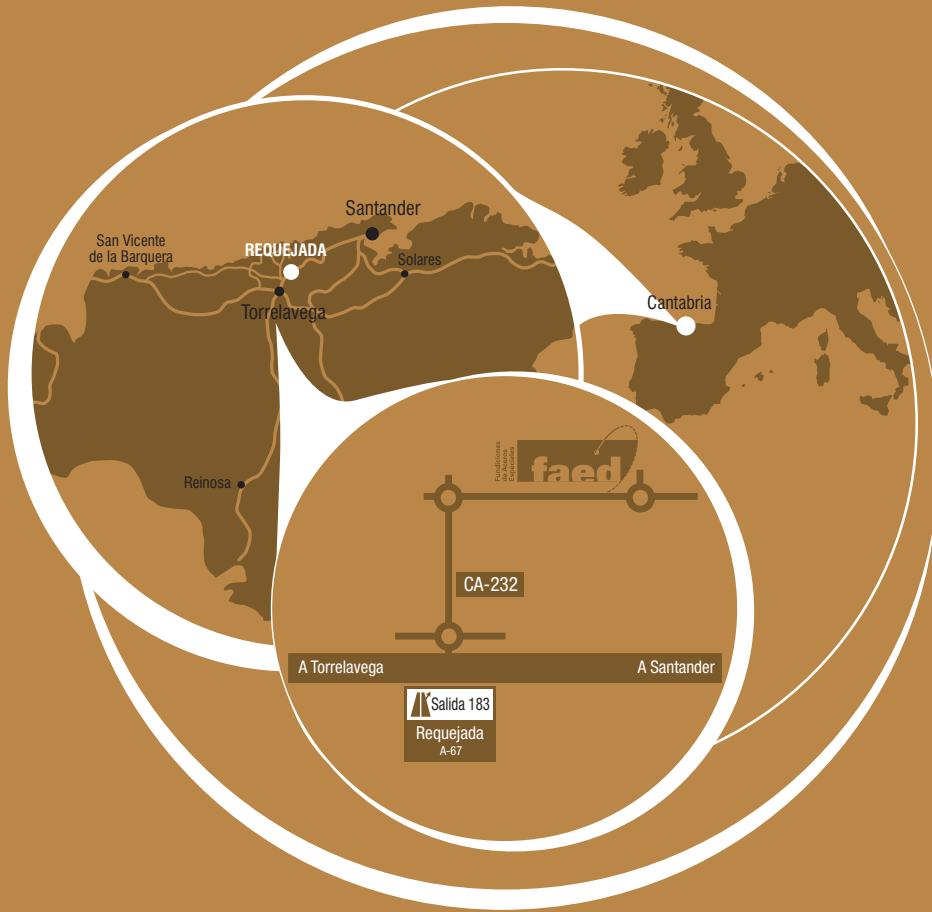 Santander
San Vicente
de la Barquera
REQUEJADA
Solares
Torrelavega
Cantabria
Reinosa
Fundiciones
de Aceros
Especiales
faed
CA-232
A Torrelavega
A Santander
Salida 183
Requejada
A-67